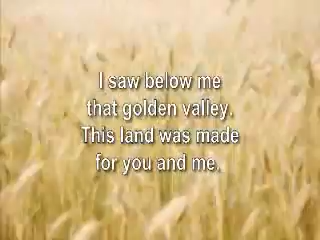 I saw below me
that golden valley.
This land was made
for you and me.